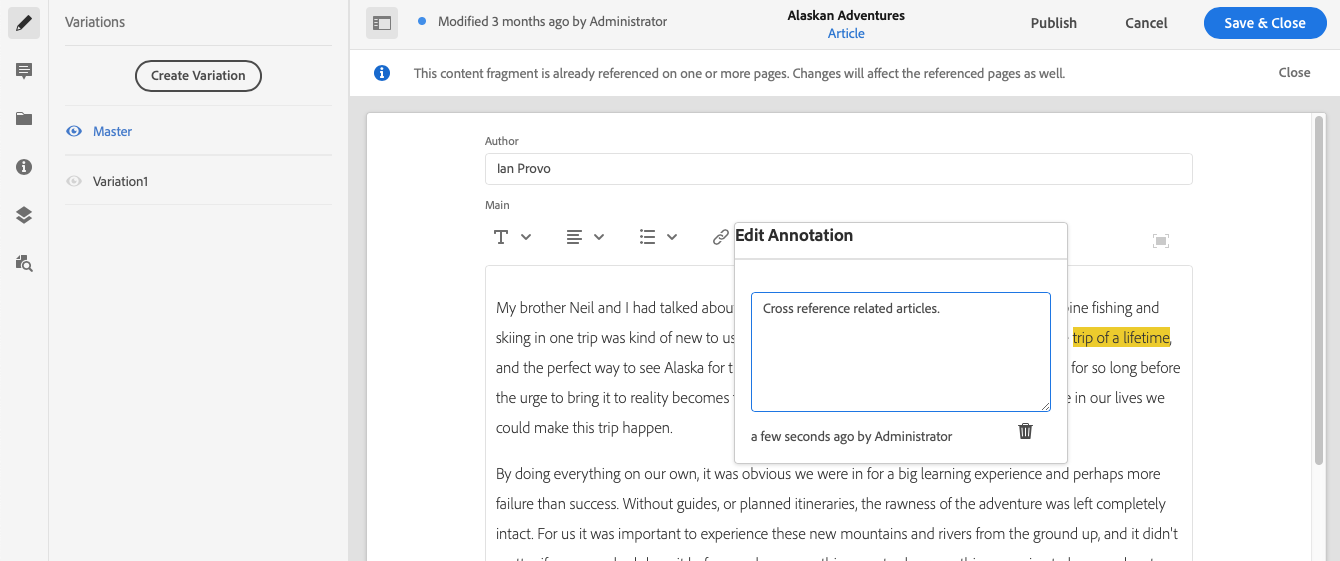 Variations
Create Variation
Master
Variation1
Modified 3 months ago by Administrator
Alaskan Adventures
Article
Publish
Cancel
Save & Close
This content fragment is already referenced on one or more pages. Changes will affect the referenced pages as well.
Close
Author
Ian Provo
Main
Edit Annotation
Cross reference related articles.
a few seconds ago by Administrator
My brother Neil and I had talked abou fishing and
skiing in one trip was kind of new to us trip of a lifetime,
and the perfect way to see Alaska for for so long before
the urge to bring it to reality becomes in our lives we
could make this trip happen.
By doing everything on our own, it was obvious we were in for a big learning experience and perhaps more
failure than success. Without guides, or planned itineraries, the rawness of the adventure was left completely
intact. For us it was important to experience these new mountains and rivers from the ground up, and it didn't